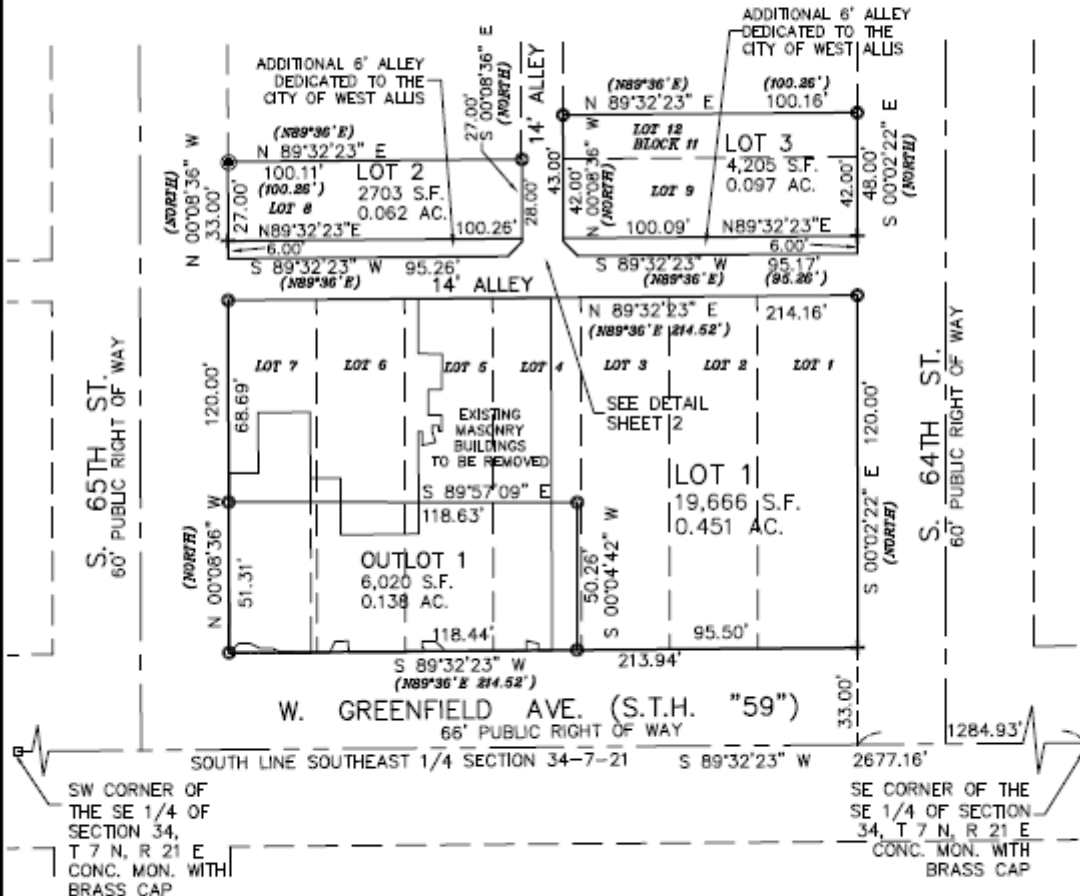 ADDITIONAL 6' ALLEY
DEDICATED TO THE
CITY OF WEST ALLIS
ADDITIONAL 6' ALLEY
DEDICATED TO THE
CITY OF WEST ALLIS
27.00'
S 00°08'36" E
(NORTH)
14' ALLEY
(N89°36'E)
N 89°32'23" E
100.11'
(100.26')
LOT 8
LOT 2
2703 S.F.
0.062 AC.
N89°32'23"E
100.26'
6.00'
S 89°32'23" W
95.26'
(N89°36'E)
(NORTH)
N 00°08'36" W
33.00'
27.00'
28.00'
43.00'
42.00'
N 00°08'36" W
(NORTH)
(N89°36'E)
(100.26')
N 89°32'23" E
100.16'
LOT 12
BLOCK 11
LOT 3
4,205 S.F.
0.097 AC.
LOT 9
100.09'
N89°32'23"E
6.00'
S 89°32'23" W
95.17'
(N89°36'E)
(95.26')
42.00'
48.00'
S 00°02'22" E
(NORTH)
14' ALLEY
N 89°32'23" E
214.16'
(N89°36'E 214.52')
LOT 7
LOT 6
LOT 5
LOT 4
LOT 3
LOT 2
LOT 1
SEE DETAIL
SHEET 2
EXISTING
MASONRY
BUILDINGS
TO BE REMOVED
S. 65TH ST.
60' PUBLIC RIGHT OF WAY
(NORTH)
N 00°08'36" W
120.00'
68.69'
51.31'
S 89°57'09" E
118.63'
OUTLOT 1
6,020 S.F.
0.138 AC.
118.44'
50.26'
S 00°04'42" W
LOT 1
19,666 S.F.
0.451 AC.
95.50'
S 00°02'22" E
120.00'
(NORTH)
S. 64TH ST.
60' PUBLIC RIGHT OF WAY
S 89°32'23" W
213.94'
(N89°36'E 214.52')
W. GREENFIELD AVE. (S.T.H. "59")
66' PUBLIC RIGHT OF WAY
33.00'
1284.93'
SOUTH LINE SOUTHEAST 1/4 SECTION 34-7-21
S 89°32'23" W
2677.16'
SW CORNER OF
THE SE 1/4 OF
SECTION 34,
T 7 N, R 21 E
CONC. MON. WITH
BRASS CAP
SE CORNER OF THE
SE 1/4 OF SECTION
34, T 7 N, R 21 E
CONC. MON. WITH
BRASS CAP